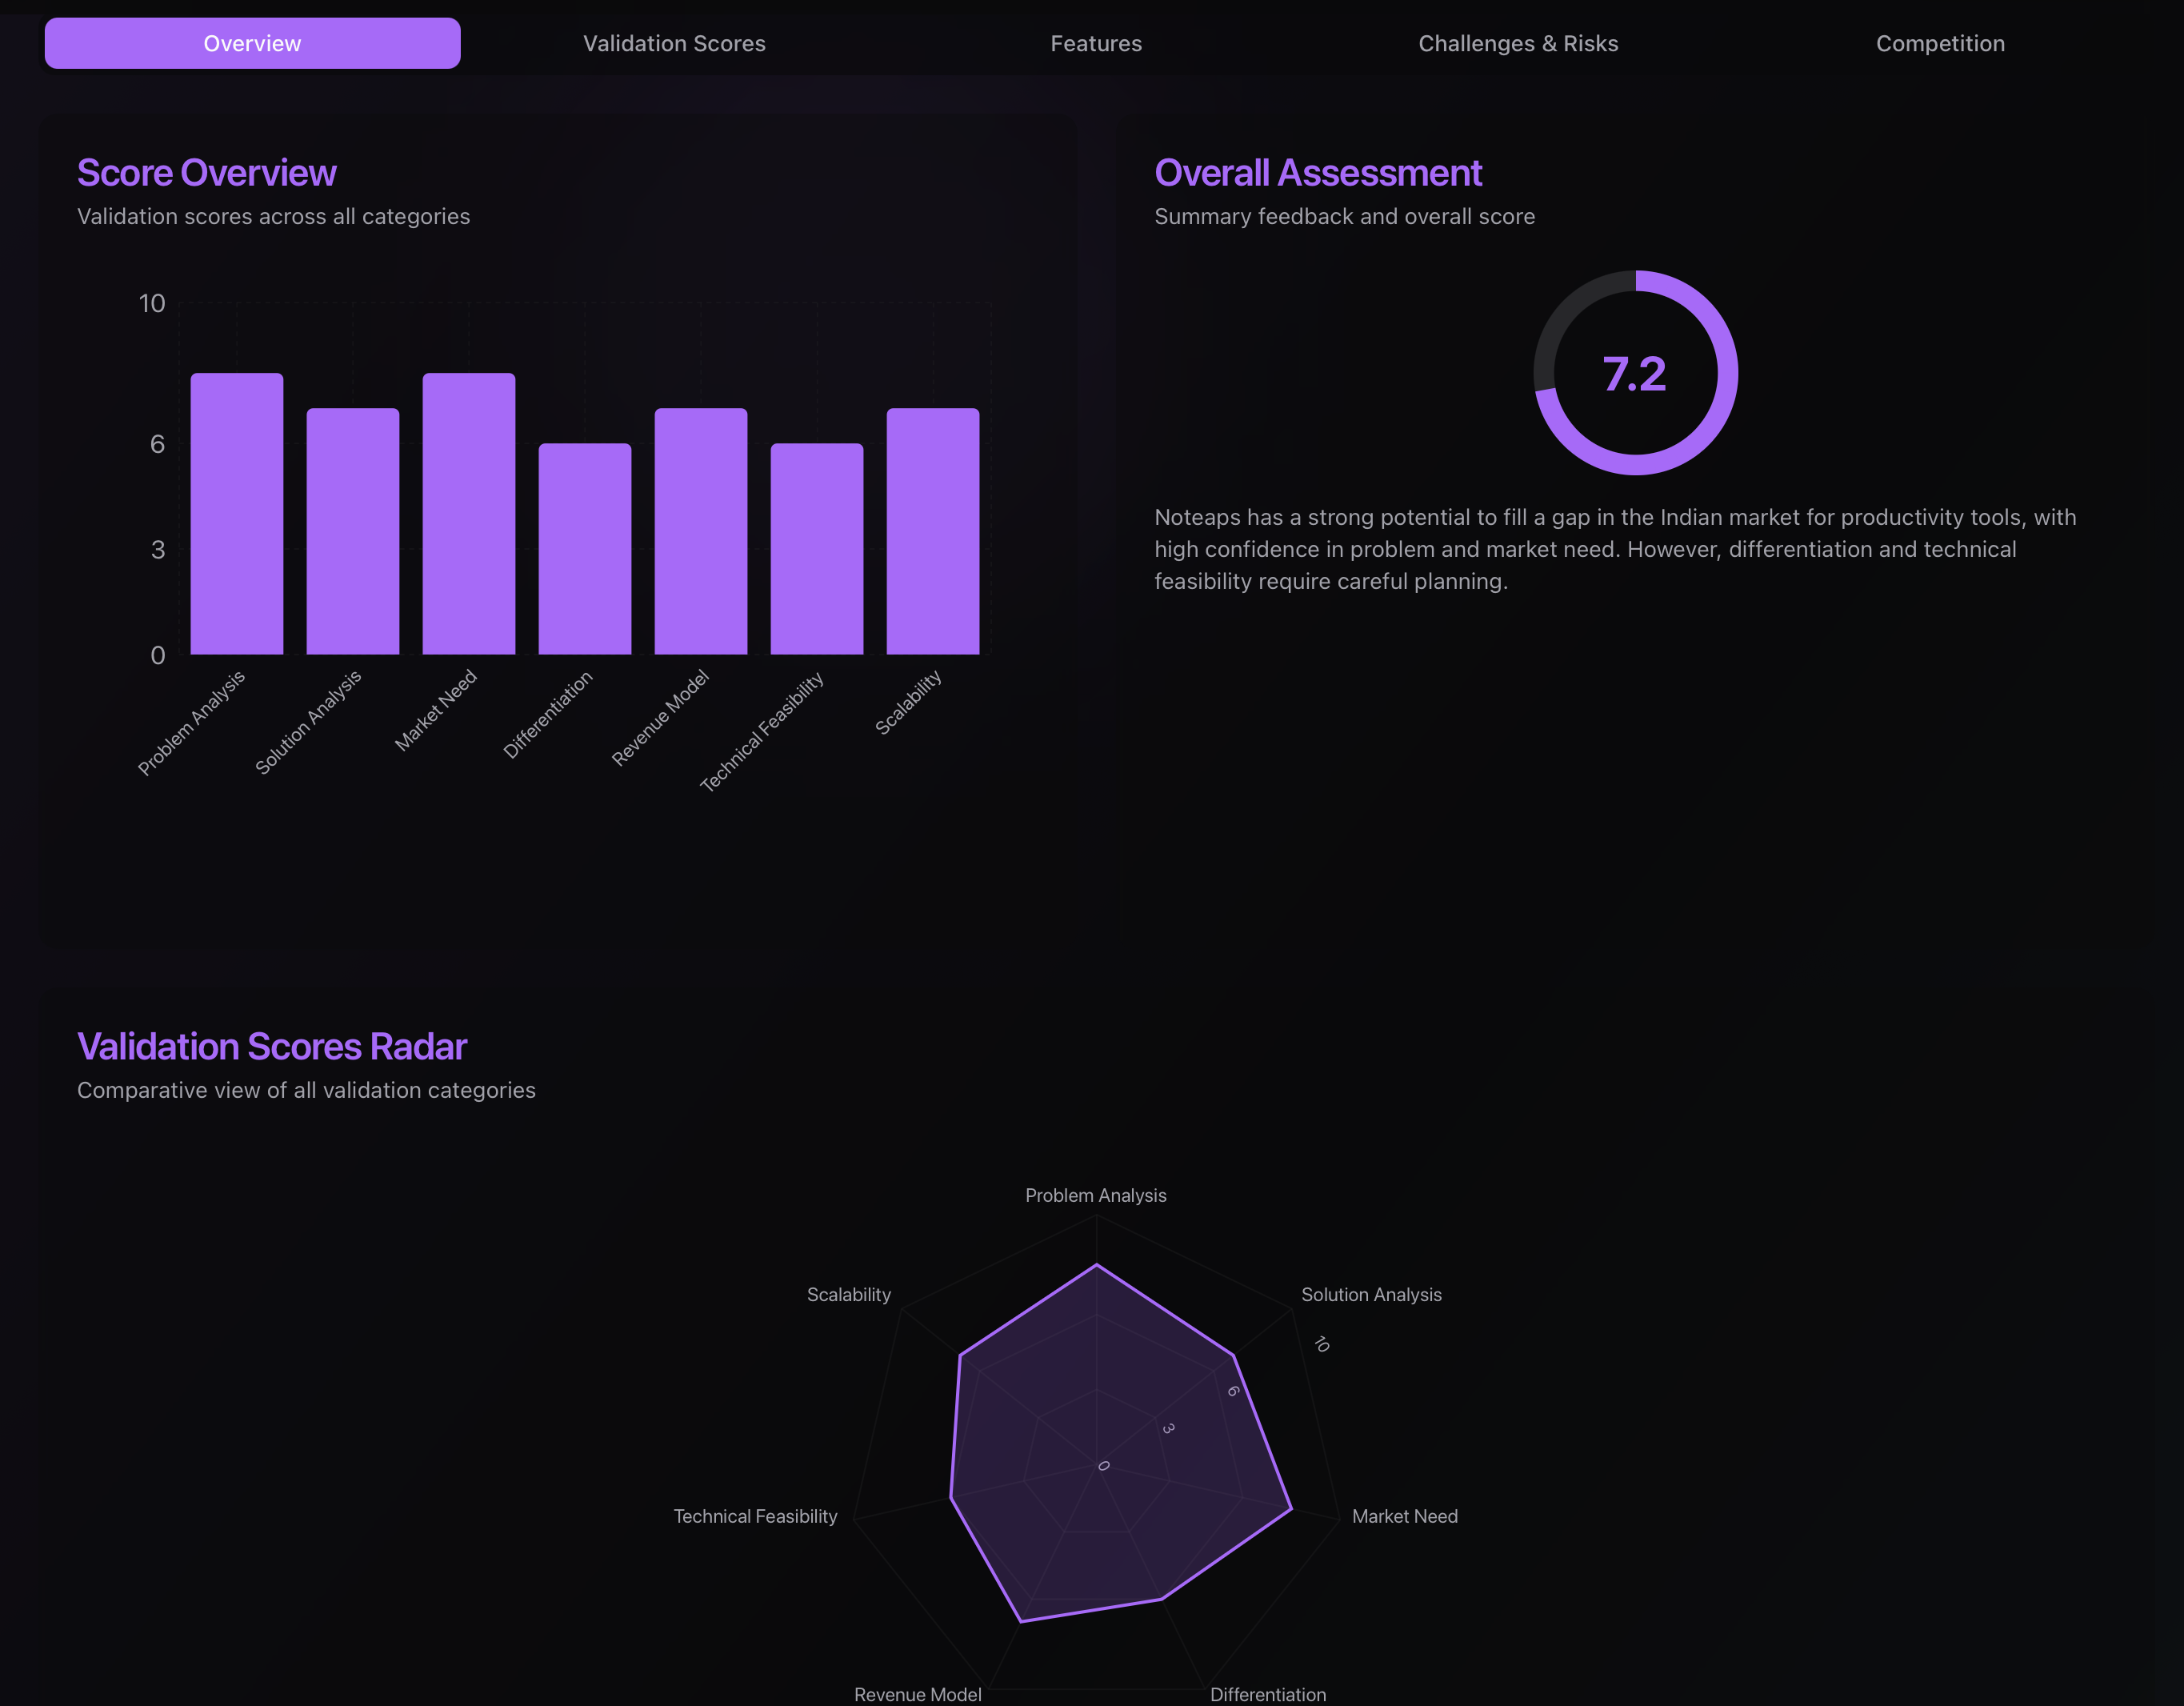 Overview
Validation Scores
Features
Challenges & Risks
Competition
Score Overview
Validation scores across all categories
10
6
3
0
Problem Analysis
Solution Analysis
Market Need
Differentiation
Revenue Model
Technical Feasibility
Scalability
Overall Assessment
Summary feedback and overall score
7.2
Noteaps has a strong potential to fill a gap in the Indian market for productivity tools, with
high confidence in problem and market need. However, differentiation and technical
feasibility require careful planning.
Validation Scores Radar
Comparative view of all validation categories
Problem Analysis
Scalability
Solution Analysis
10
6
3
0
Technical Feasibility
Market Need
Revenue Model
Differentiation